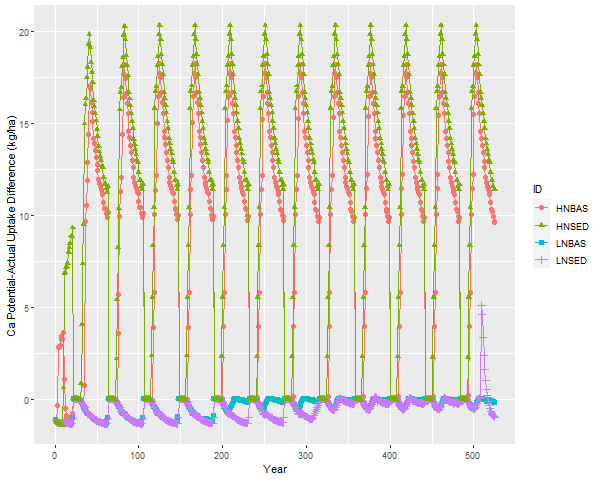 Ca Potential-Actual Uptake Difference (kg/ha)
20
15
10
5
0
0 100 200 300 400 500
Year
ID
HNBAS
HNSED
LNBAS
LNSED